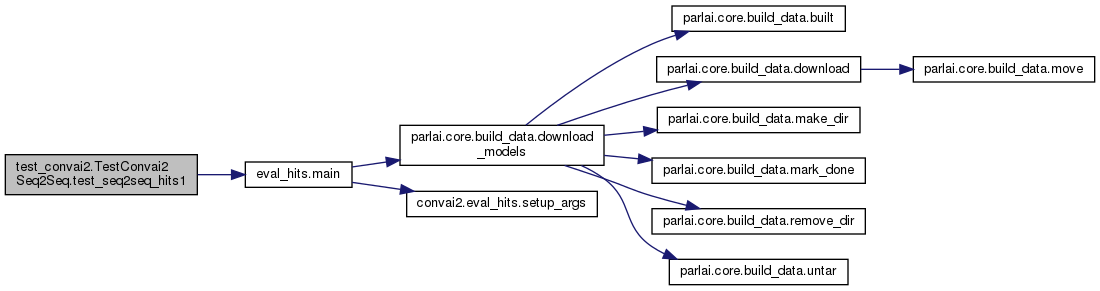 test_convai2.TestConvai2
Seq2Seq.test_seq2seq_hits1
eval_hits.main
parlai.core.build_data.download
_models
convai2.eval_hits.setup_args
parlai.core.build_data.built
parlai.core.build_data.download
parlai.core.build_data.move
parlai.core.build_data.make_dir
parlai.core.build_data.mark_done
parlai.core.build_data.remove_dir
parlai.core.build_data.untar